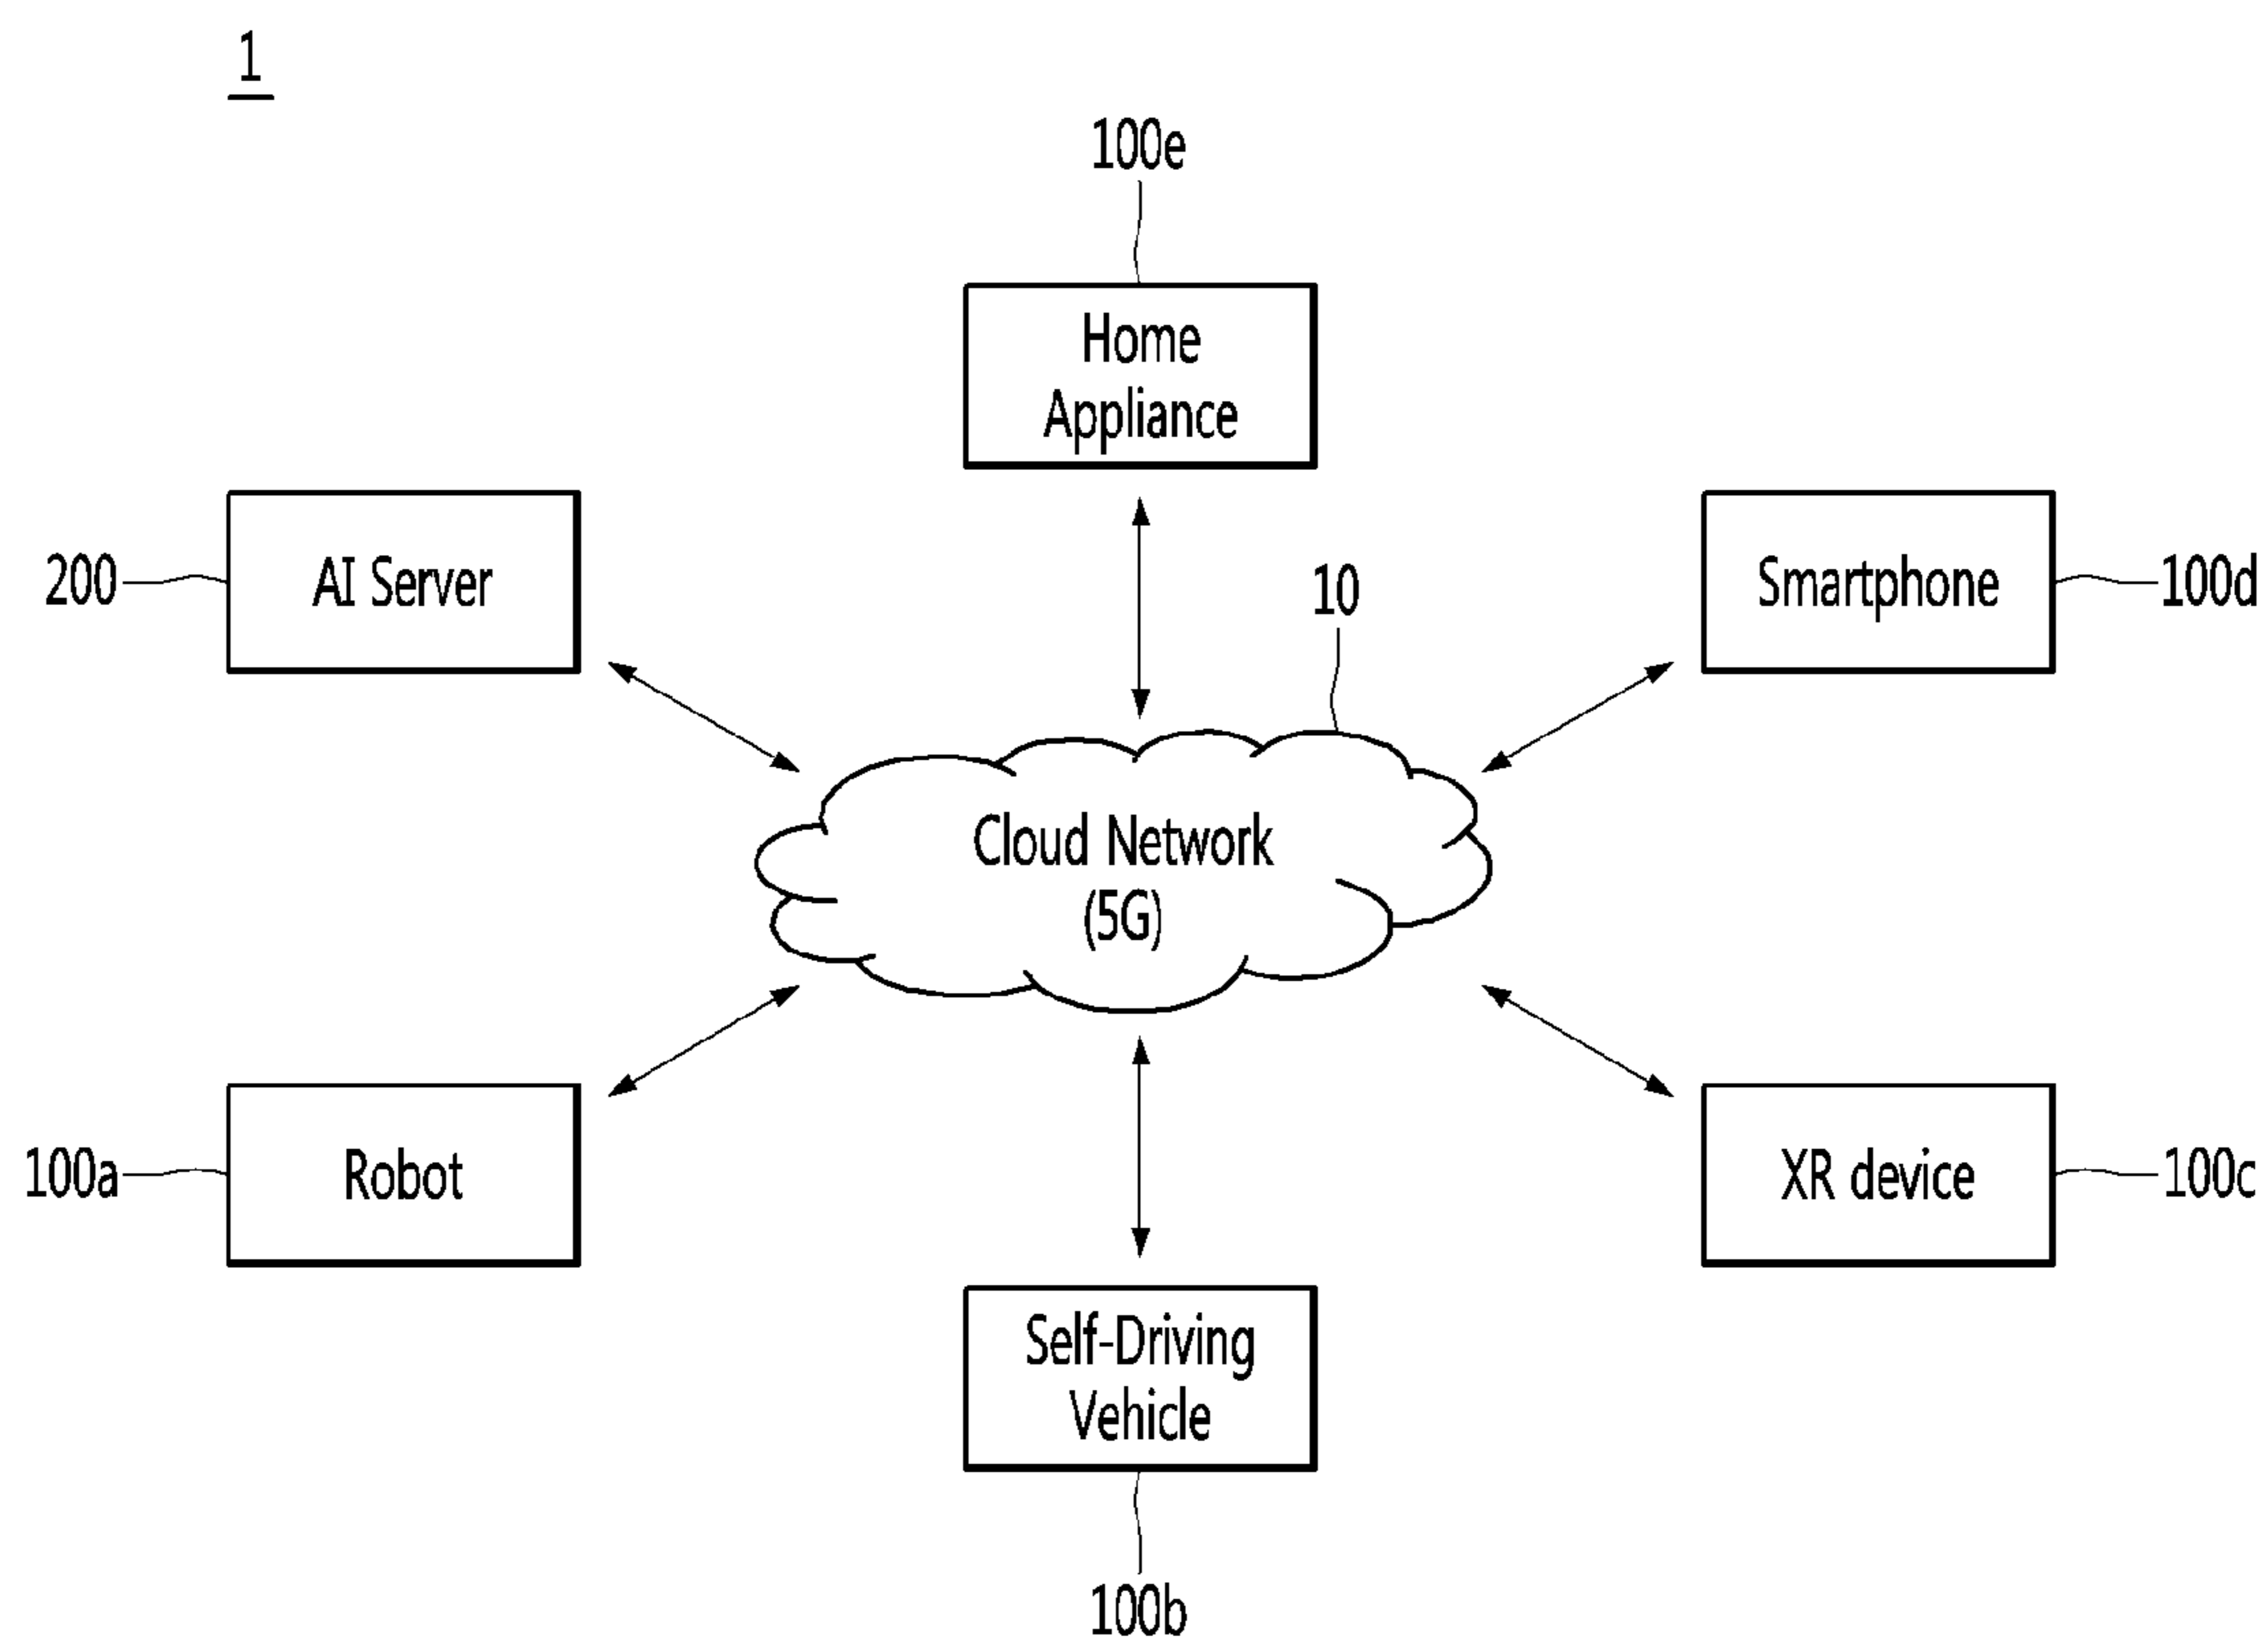 1
100e
Home
Appliance
200
AI Server
10
Smartphone
100d
Cloud Network
(5G)
100a
Robot
XR device
100c
Self-Driving
Vehicle
100b